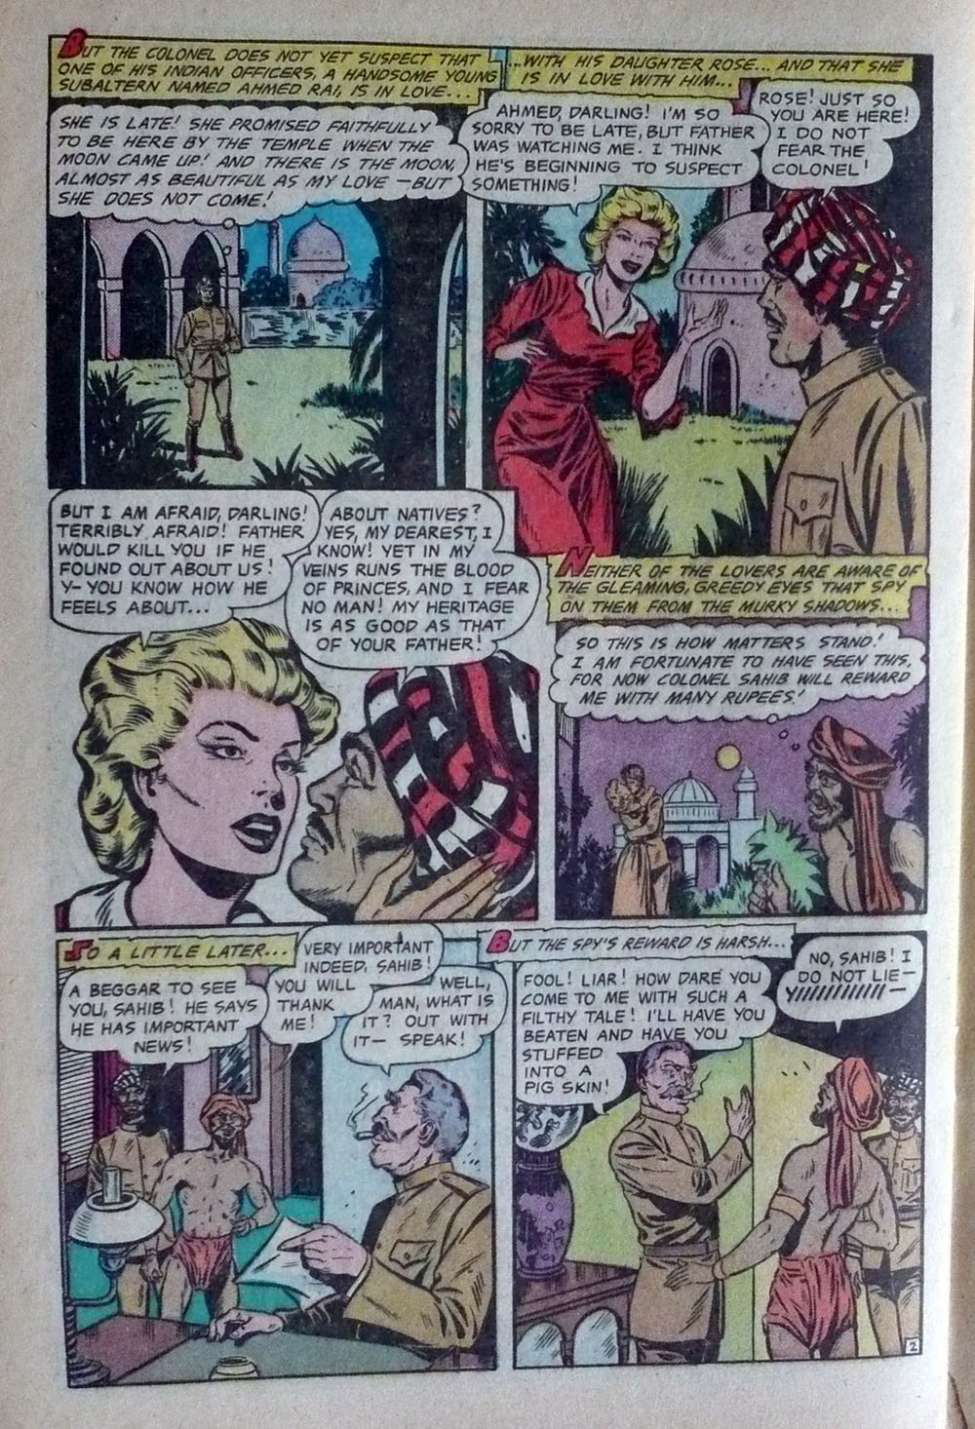 BUT THE COLONEL DOES NOT YET SUSPECT THAT
ONE OF HIS INDIAN OFFICERS, A HANDSOME YOUNG
SUBALTERN NAMED AHMED RAI, IS IN LOVE...
SHE IS LATE! SHE PROMISED FAITHFULLY
TO BE HERE BY THE TEMPLE WHEN THE
MOON CAME UP! AND THERE IS THE MOON,
ALMOST AS BEAUTIFUL AS MY LOVE — BUT
SHE DOES NOT COME!
...WITH HIS DAUGHTER ROSE... AND THAT SHE
IS IN LOVE WITH HIM...
AHMED, DARLING! I'M SO
SORRY TO BE LATE, BUT FATHER
WAS WATCHING ME. I THINK
HE'S BEGINNING TO SUSPECT
SOMETHING!
ROSE! JUST SO
YOU ARE HERE!
I DO NOT
FEAR THE
COLONEL!
BUT I AM AFRAID, DARLING!
TERRIBLY AFRAID! FATHER
WOULD KILL YOU IF HE
FOUND OUT ABOUT US!
Y-YOU KNOW HOW HE
FEELS ABOUT...
ABOUT NATIVES?
YES, MY DEAREST, I
KNOW! YET IN MY
VEINS RUNS THE BLOOD
OF PRINCES, AND I FEAR
NO MAN! MY HERITAGE
IS AS GOOD AS THAT
OF YOUR FATHER!
NEITHER OF THE LOVERS ARE AWARE OF
THE GLEAMING, GREEDY EYES THAT SPY
ON THEM FROM THE MURKY SHADOWS...
SO THIS IS HOW MATTERS STAND!
I AM FORTUNATE TO HAVE SEEN THIS,
FOR NOW COLONEL SAHIB WILL REWARD
ME WITH MANY RUPEES!
SO A LITTLE LATER...
A BEGGAR TO SEE
YOU, SAHIB! HE SAYS
HE HAS IMPORTANT
NEWS!
VERY IMPORTANT
INDEED, SAHIB!
YOU WILL
THANK
ME!
WELL,
MAN, WHAT IS
IT? OUT WITH
IT — SPEAK!
BUT THE SPY'S REWARD IS HARSH...
FOOL! LIAR! HOW DARE YOU
COME TO ME WITH SUCH A
FILTHY TALE! I'LL HAVE YOU
BEATEN AND HAVE YOU
STUFFED
INTO A
PIG SKIN!
NO, SAHIB! I
DO NOT LIE —
YIIIIIIIIIIIII —
2